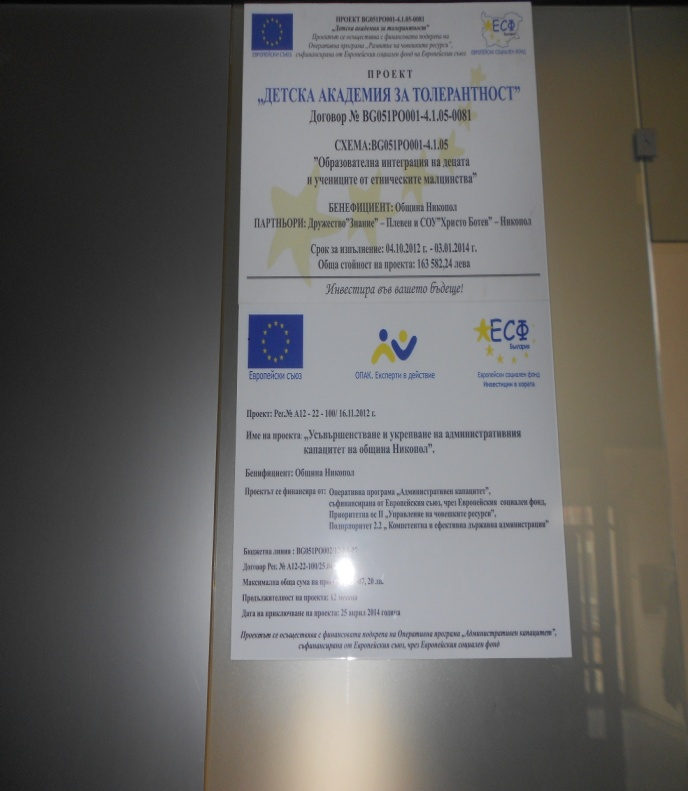 ПРОЕКТ BG051PO001-4.1.05-0081
„Детска академия за толерантност"
Проектът се осъществява с финансовата подкрепа на
Оперативна програма „Развитие на човешките ресурси",
съфинансирана от Европейския социален фонд на Европейския съюз
ЕВРОПЕЙСКИ СЪЮЗ
ЕСФ
ЕВРОПЕЙСКИ СОЦИАЛЕН ФОНД
ПРОЕКТ
„ДЕТСКА АКАДЕМИЯ ЗА ТОЛЕРАНТНОСТ"
Договор № BG051PO001-4.1.05-0081
СХЕМА:BG051PO001-4.1.05
"Образователна интеграция на децата
и учениците от етническите малцинства"
БЕНЕФИЦИЕНТ: Община Никопол
ПАРТНЬОРИ: Дружество"Знание" – Плевен и СОУ"Христо Ботев" – Никопол
Срок за изпълнение: 04.10.2012 г. - 03.01.2014 г.
Обща стойност на проекта: 163 582,24 лева
Инвестира във вашето бъдеще!
Европейски съюз
ОПАК. Експерти в действие
ЕСФ
България
Европейски социален фонд
Инвестиции в хората
Проект: Рег.№ А12 - 22 - 100/ 16.11.2012 г.
Име на проекта: „Усъвършенстване и укрепване на административния
капацитет на община Никопол".
Бенифициент: Община Никопол
Проектът се финансира от: Оперативна програма „Административен капацитет",
съфинансирана от Европейския съюз, чрез Европейския социален фонд,
Приоритетна ос II „Управление на човешките ресурси",
Подприоритет 2.2 „ Компетентна и ефективна държавна администрация"
Бюджетна линия : BG051PO002/
Договор Рег. № А12-22-100/25.
Максимална обща сума на 47, 20 лв.
Продължителност на проекта: 12 месеца
Дата на приключване на проекта: 25 април 2014 година
Проектът се осъществява с финансовата подкрепа на Оперативна програма „Административен капацитет",
съфинансирана от Европейския съюз, чрез Европейския социален фонд